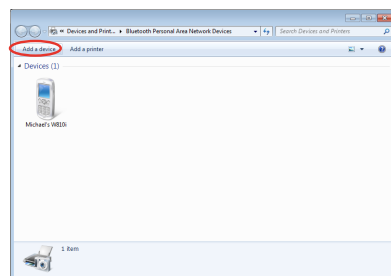 « Devices and Print... ▸ Bluetooth Personal Area Network Devices Search Devices and Printers
Add a device Add a printer
Devices (1)
Michael's W810i
1 item